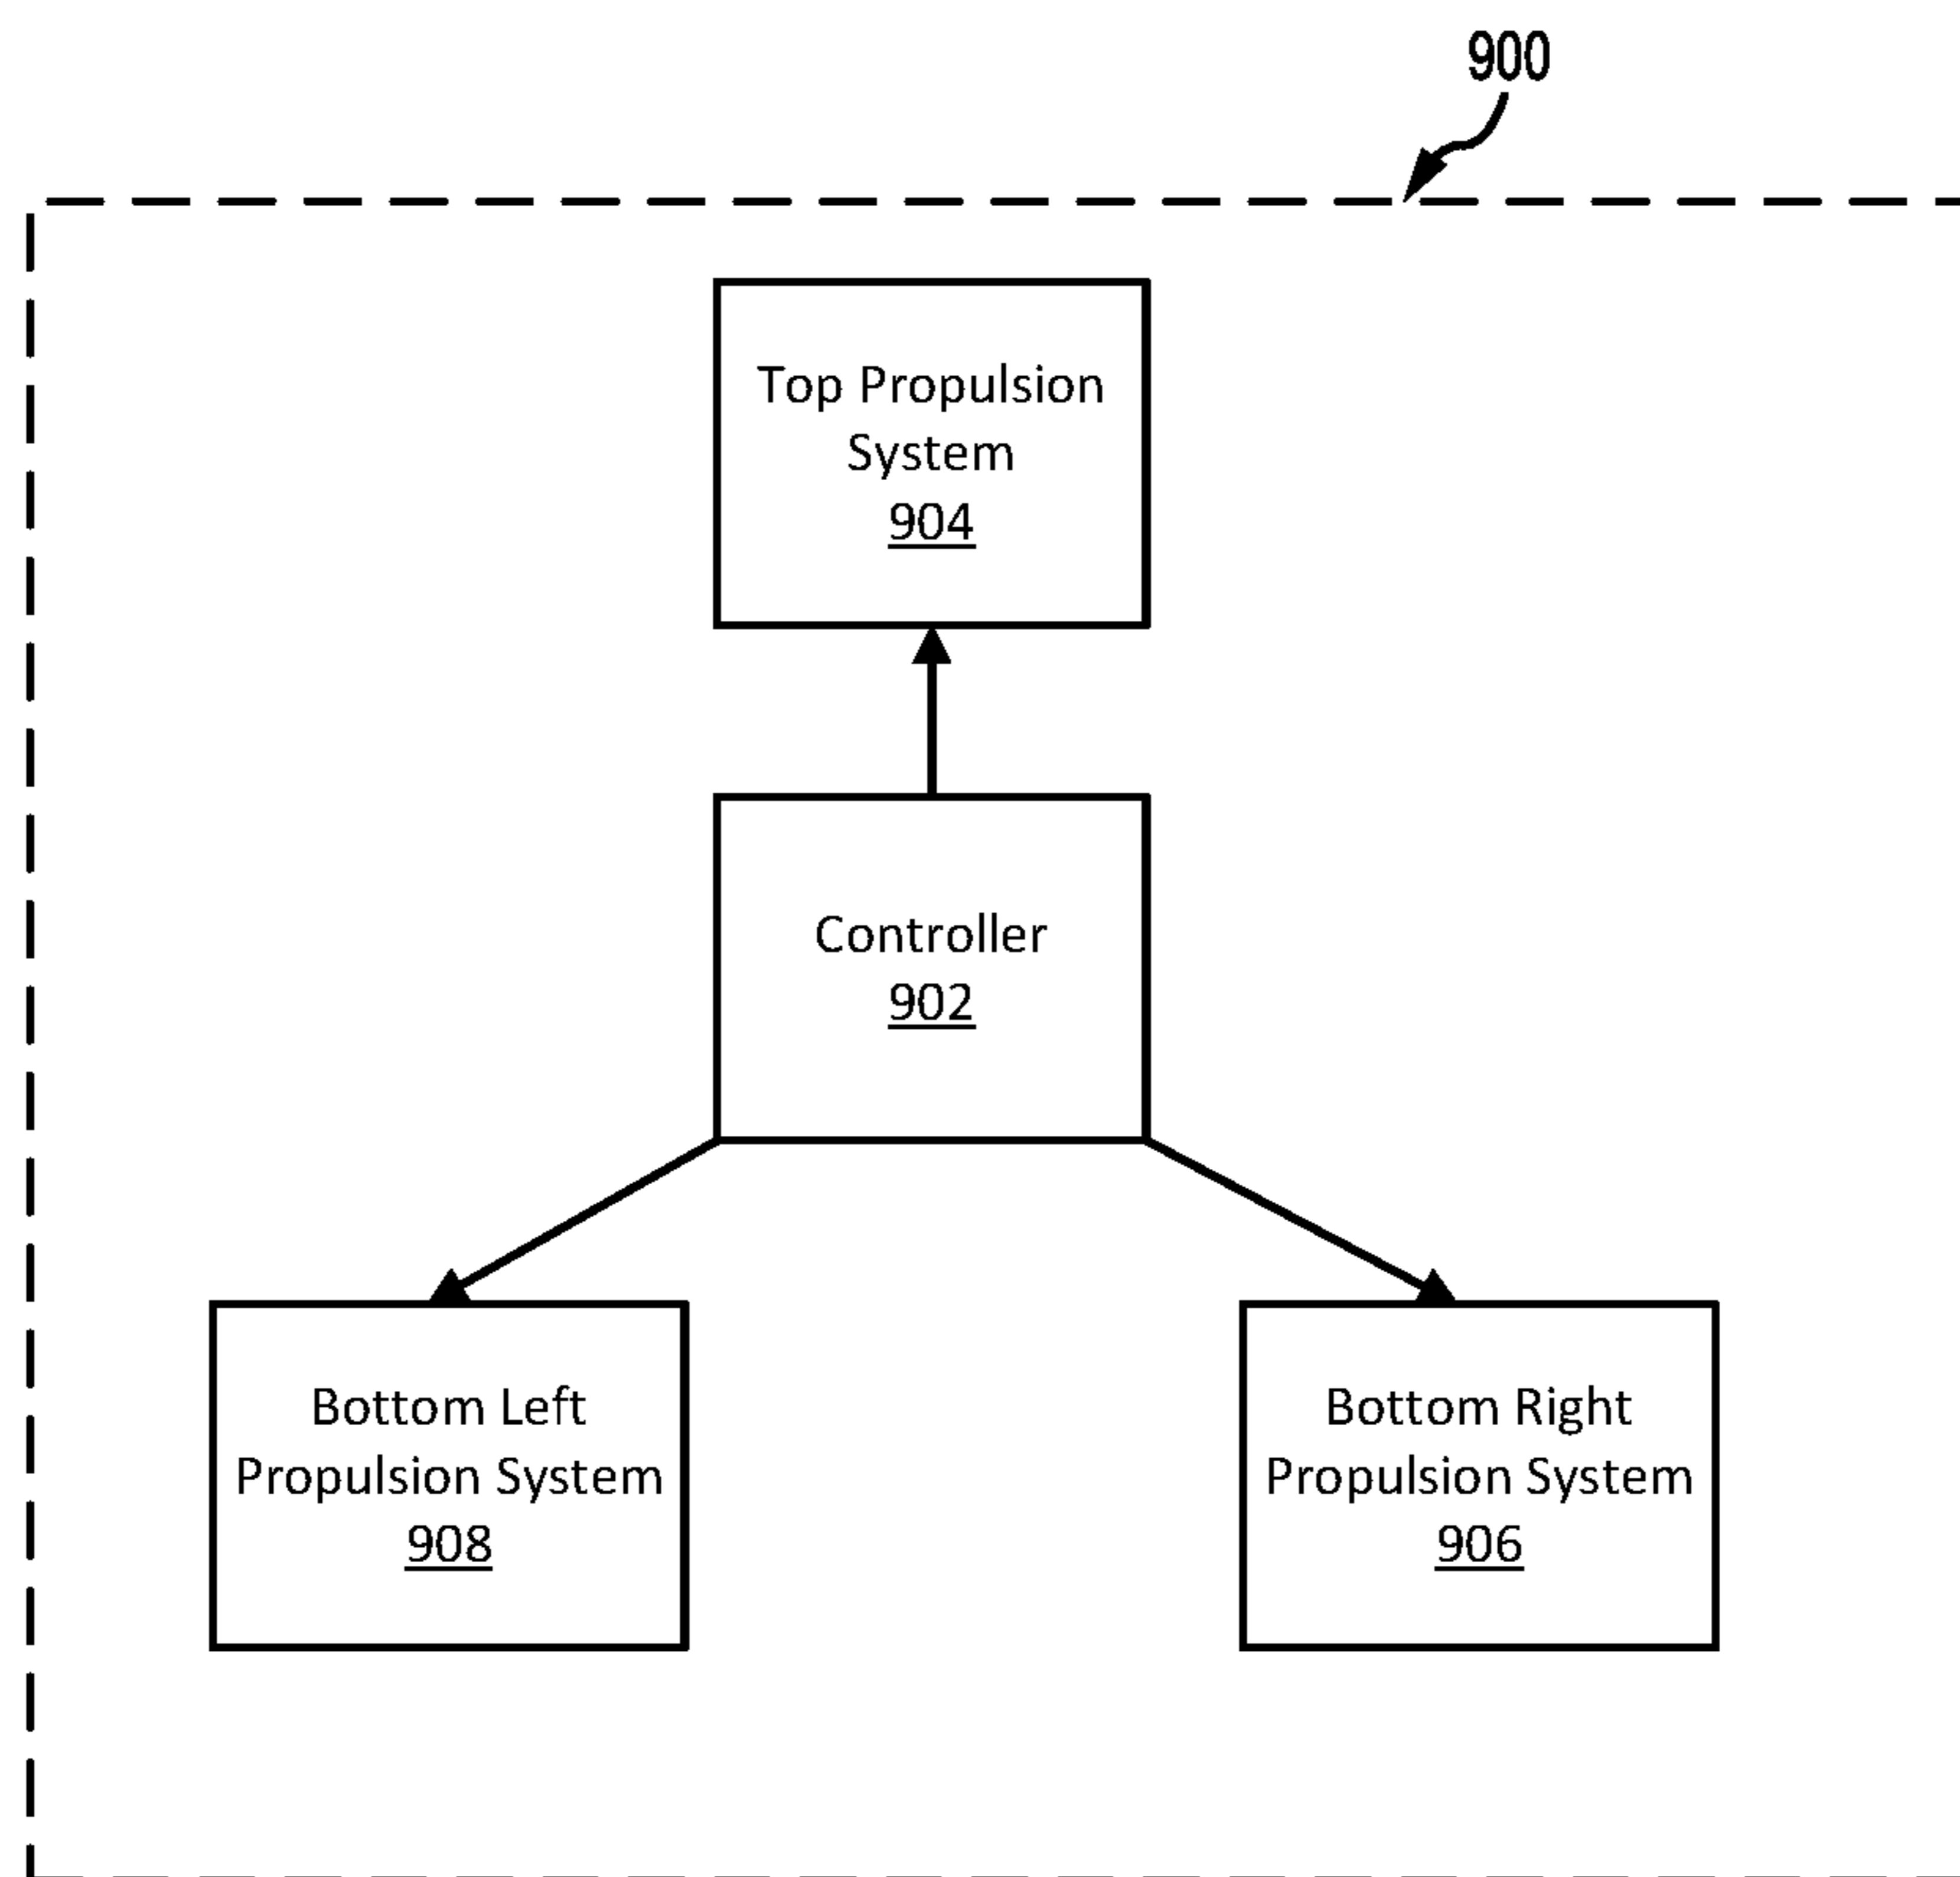 900
Top Propulsion
System
904
Controller
902
Bottom Left
Propulsion System
908
Bottom Right
Propulsion System
906